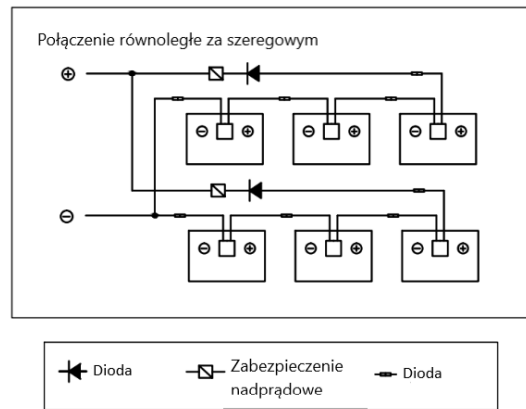 Połączenie równoległe za szeregowym
Dioda
Zabezpieczenie
nadprądowe
Dioda